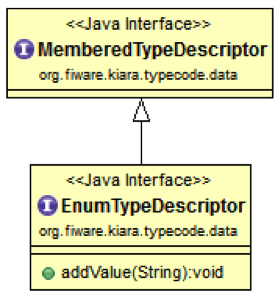 <<Java Interface>>
MemberedTypeDescriptor
org.fiware.kiara.typecode.data
<<Java Interface>>
EnumTypeDescriptor
org.fiware.kiara.typecode.data
addValue(String):void